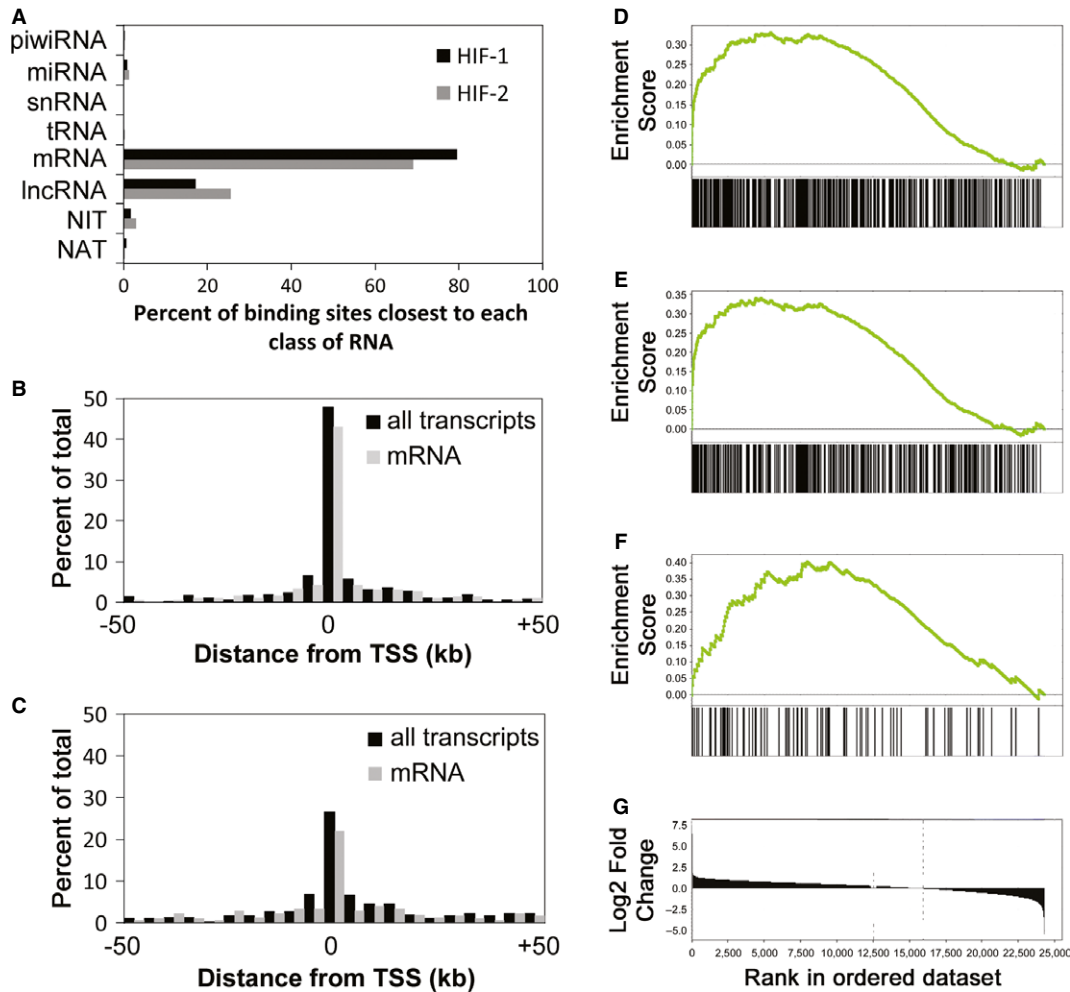 A
piwiRNA
miRNA
snRNA
tRNA
mRNA
lncRNA
NIT
NAT
HIF-1
HIF-2
0
20
40
60
80
100
Percent of binding sites closest to each
class of RNA
B
Percent of total
50
40
30
20
10
0
all transcripts
mRNA
-50
0
+50
Distance from TSS (kb)
C
Percent of total
50
40
30
20
10
0
all transcripts
mRNA
-50
0
+50
Distance from TSS (kb)
D
Enrichment
Score
0.30
0.25
0.20
0.15
0.10
0.05
0.00
E
Enrichment
Score
0.35
0.30
0.25
0.20
0.15
0.10
0.05
0.00
F
Enrichment
Score
0.40
0.35
0.30
0.25
0.20
0.15
0.10
0.05
0.00
G
Log2 Fold
Change
7.5
5.0
2.5
0.0
−2.5
−5.0
0
2,500
5,000
7,500
10,000
12,500
15,000
17,500
20,000
22,500
25,000
Rank in ordered dataset